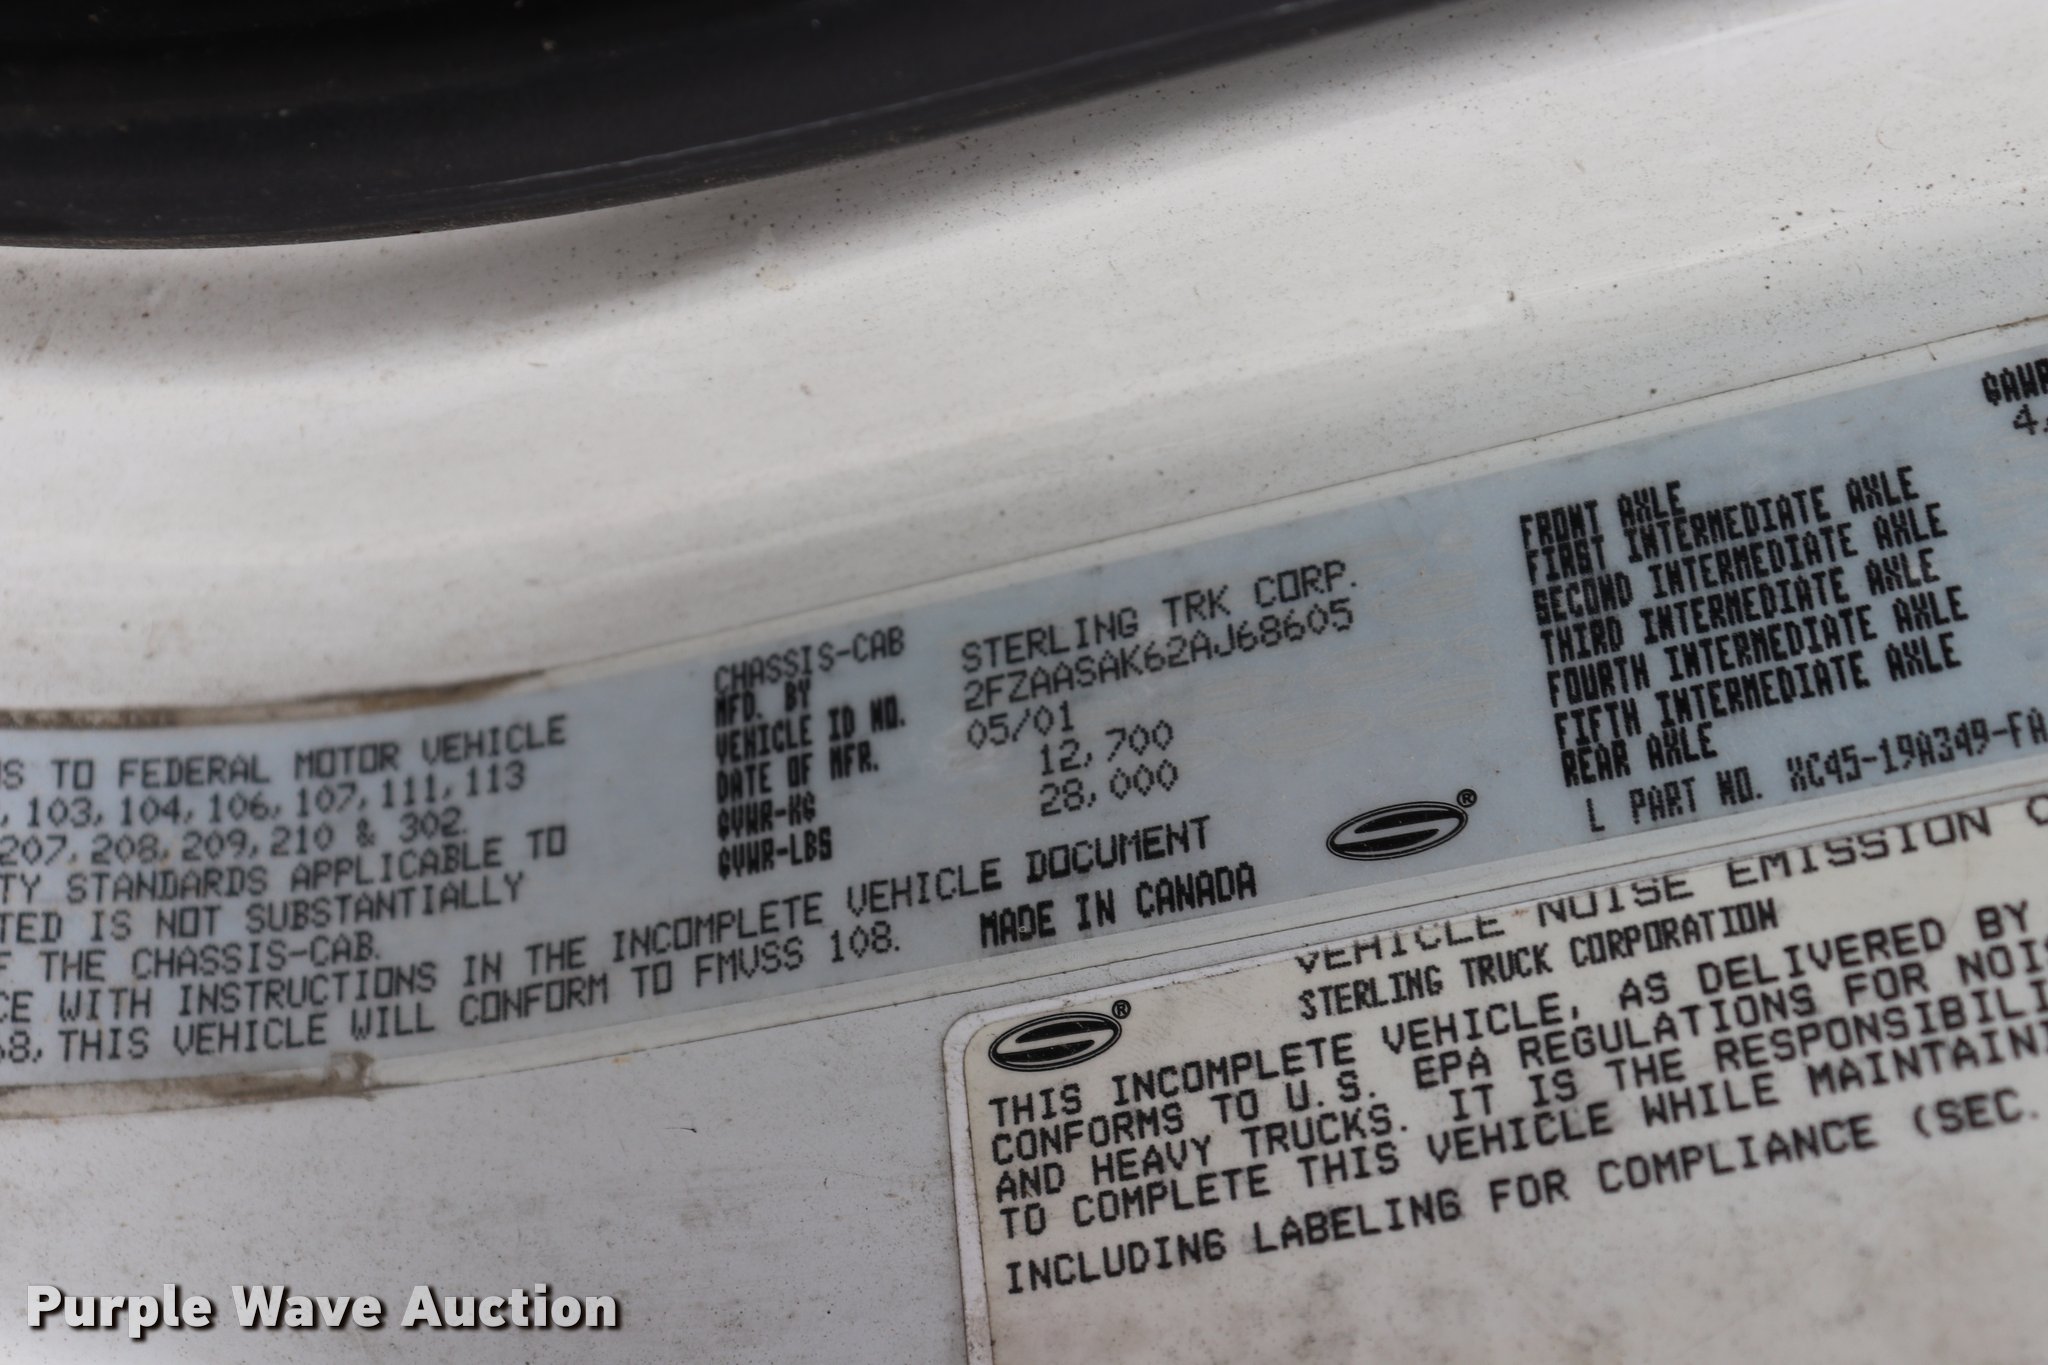 US TO FEDERAL MOTOR VEHICLE
, 103, 104, 106, 107, 111, 113
207, 208, 209, 210 & 302.
TY STANDARDS APPLICABLE TO
TED IS NOT SUBSTANTIALLY
F THE CHASSIS-CAB.
CE WITH INSTRUCTIONS IN THE INCOMPLETE VEHICLE DOCUMENT
68, THIS VEHICLE WILL CONFORM TO FMVSS 108.
CHASSIS-CAB
MFD. BY STERLING TRK CORP.
VEHICLE ID NO. 2FZAASAK62AJ68605
DATE OF MFR. 05/01
GVWR-KG 12,700
GVWR-LBS 28,000
MADE IN CANADA
®
GAWR
4,
FRONT AXLE
FIRST INTERMEDIATE AXLE
SECOND INTERMEDIATE AXLE
THIRD INTERMEDIATE AXLE
FOURTH INTERMEDIATE AXLE
FIFTH INTERMEDIATE AXLE
REAR AXLE
L PART NO. XC45-19A349-FA
VEHICLE NOISE EMISSION C
STERLING TRUCK CORPORATION
®
THIS INCOMPLETE VEHICLE, AS DELIVERED BY
CONFORMS TO U.S. EPA REGULATIONS FOR NOIS
AND HEAVY TRUCKS. IT IS THE RESPONSIBILI
TO COMPLETE THIS VEHICLE WHILE MAINTAINI
INCLUDING LABELING FOR COMPLIANCE (SEC.
Purple Wave Auction